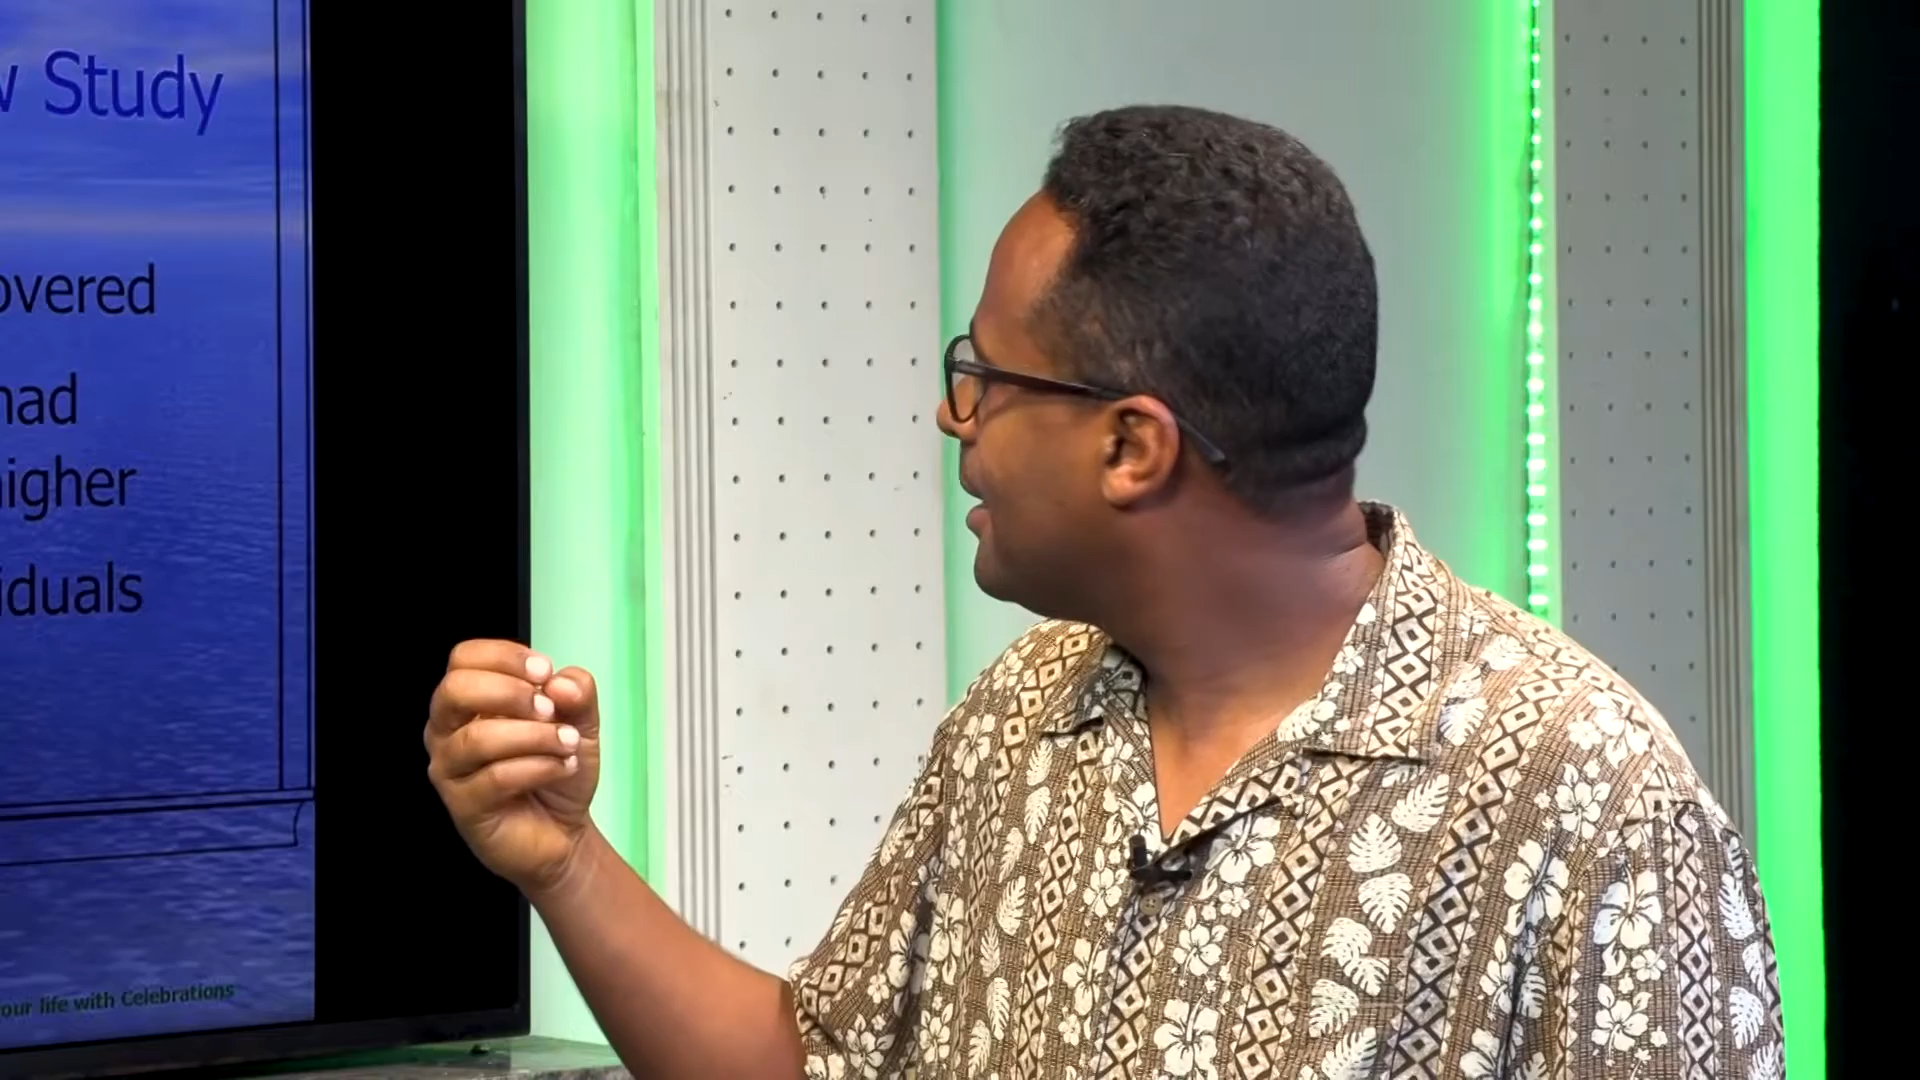 Study
overed
had
higher
iduals
our life with Celebrations